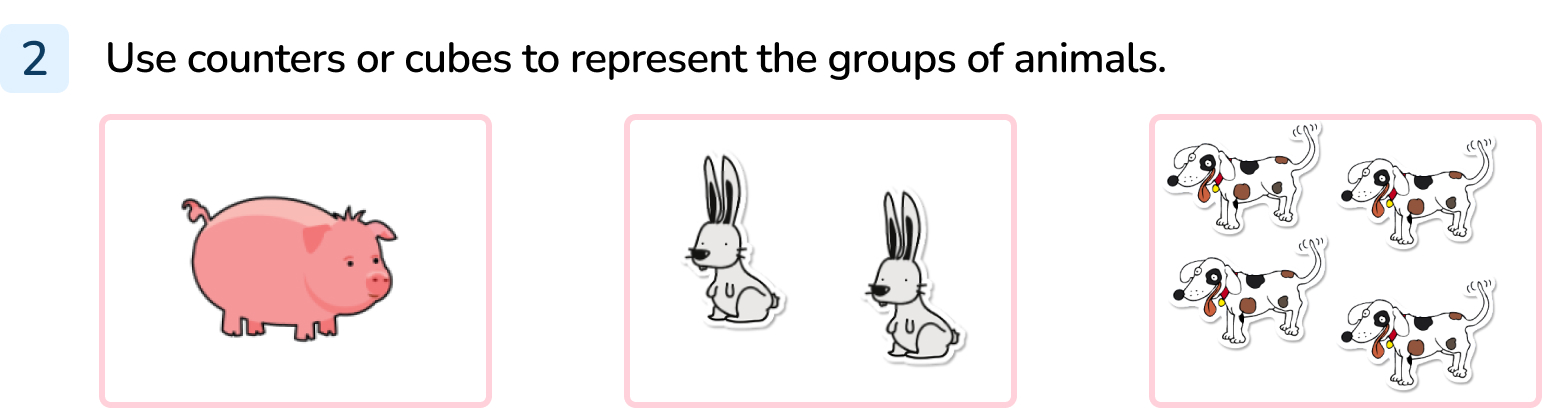 2 Use counters or cubes to represent the groups of animals.